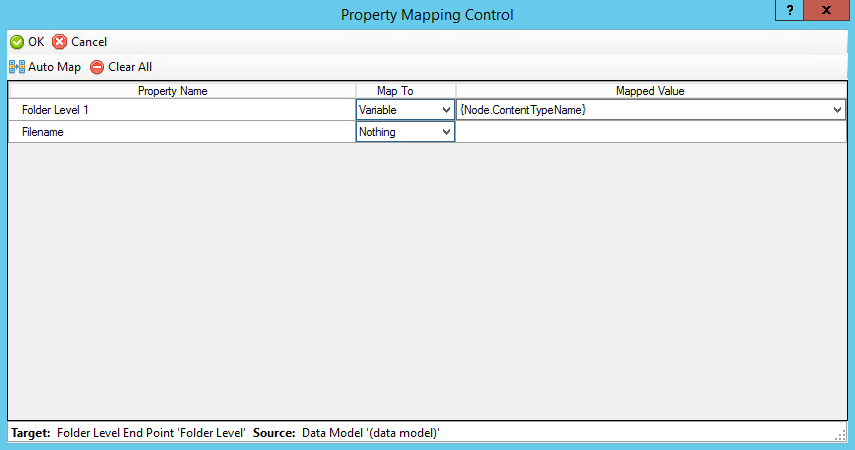 Property Mapping Control
? x
OK Cancel
Auto Map Clear All
Property Name Map To Mapped Value
Folder Level 1 Variable {Node.ContentTypeName}
Filename Nothing
Target: Folder Level End Point 'Folder Level' Source: Data Model '(data model)'